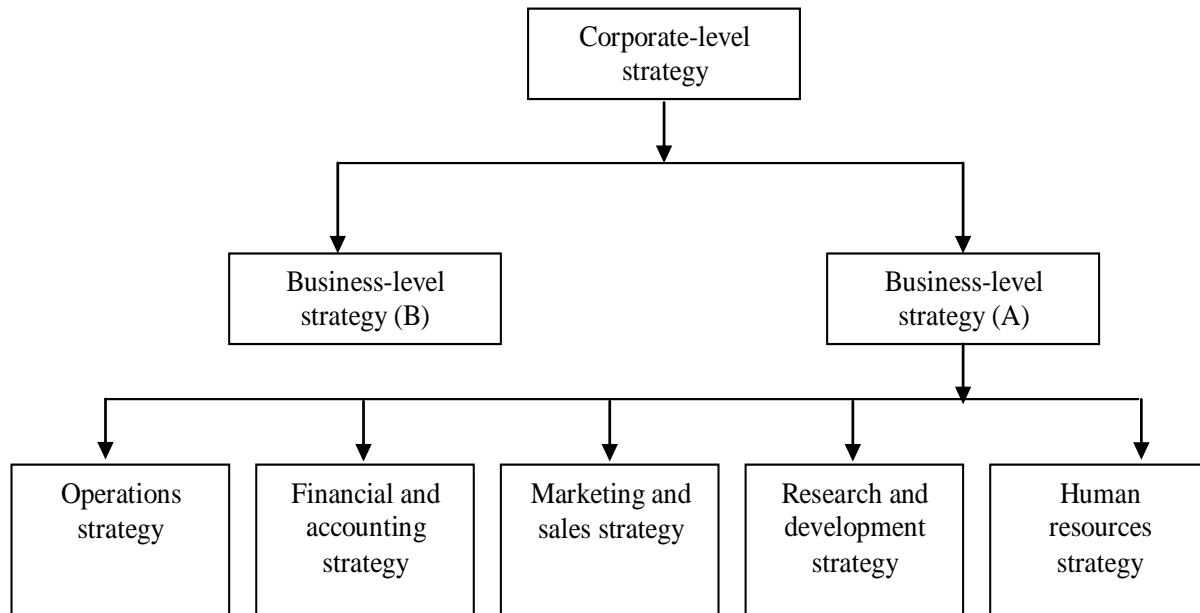 Corporate-level
strategy
Business-level
strategy (B)
Business-level
strategy (A)
Operations
strategy
Financial and
accounting
strategy
Marketing and
sales strategy
Research and
development
strategy
Human
resources
strategy